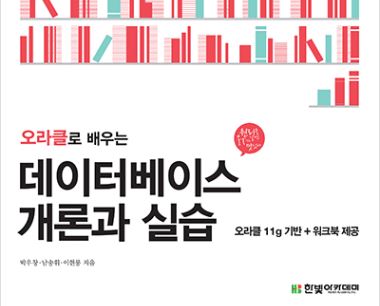 오라클로 배우는
데이터베이스
개론과 실습
오라클 11g 기반 + 워크북 제공
박우창·남송휘·이현룡 지음
한빛아카데미